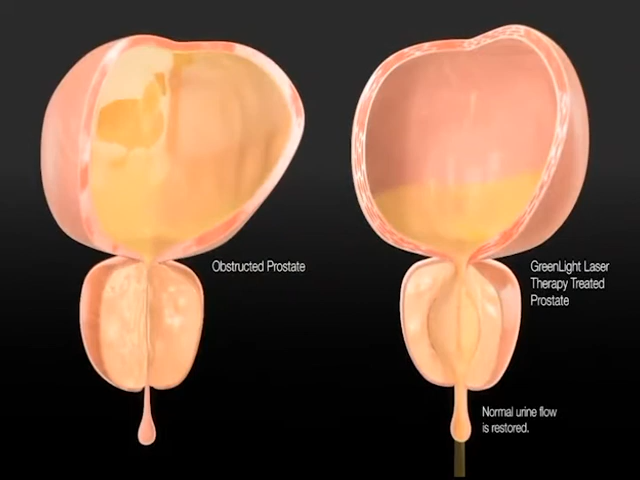 Obstructed Prostate
GreenLight Laser
Therapy Treated
Prostate
Normal urine flow
is restored.